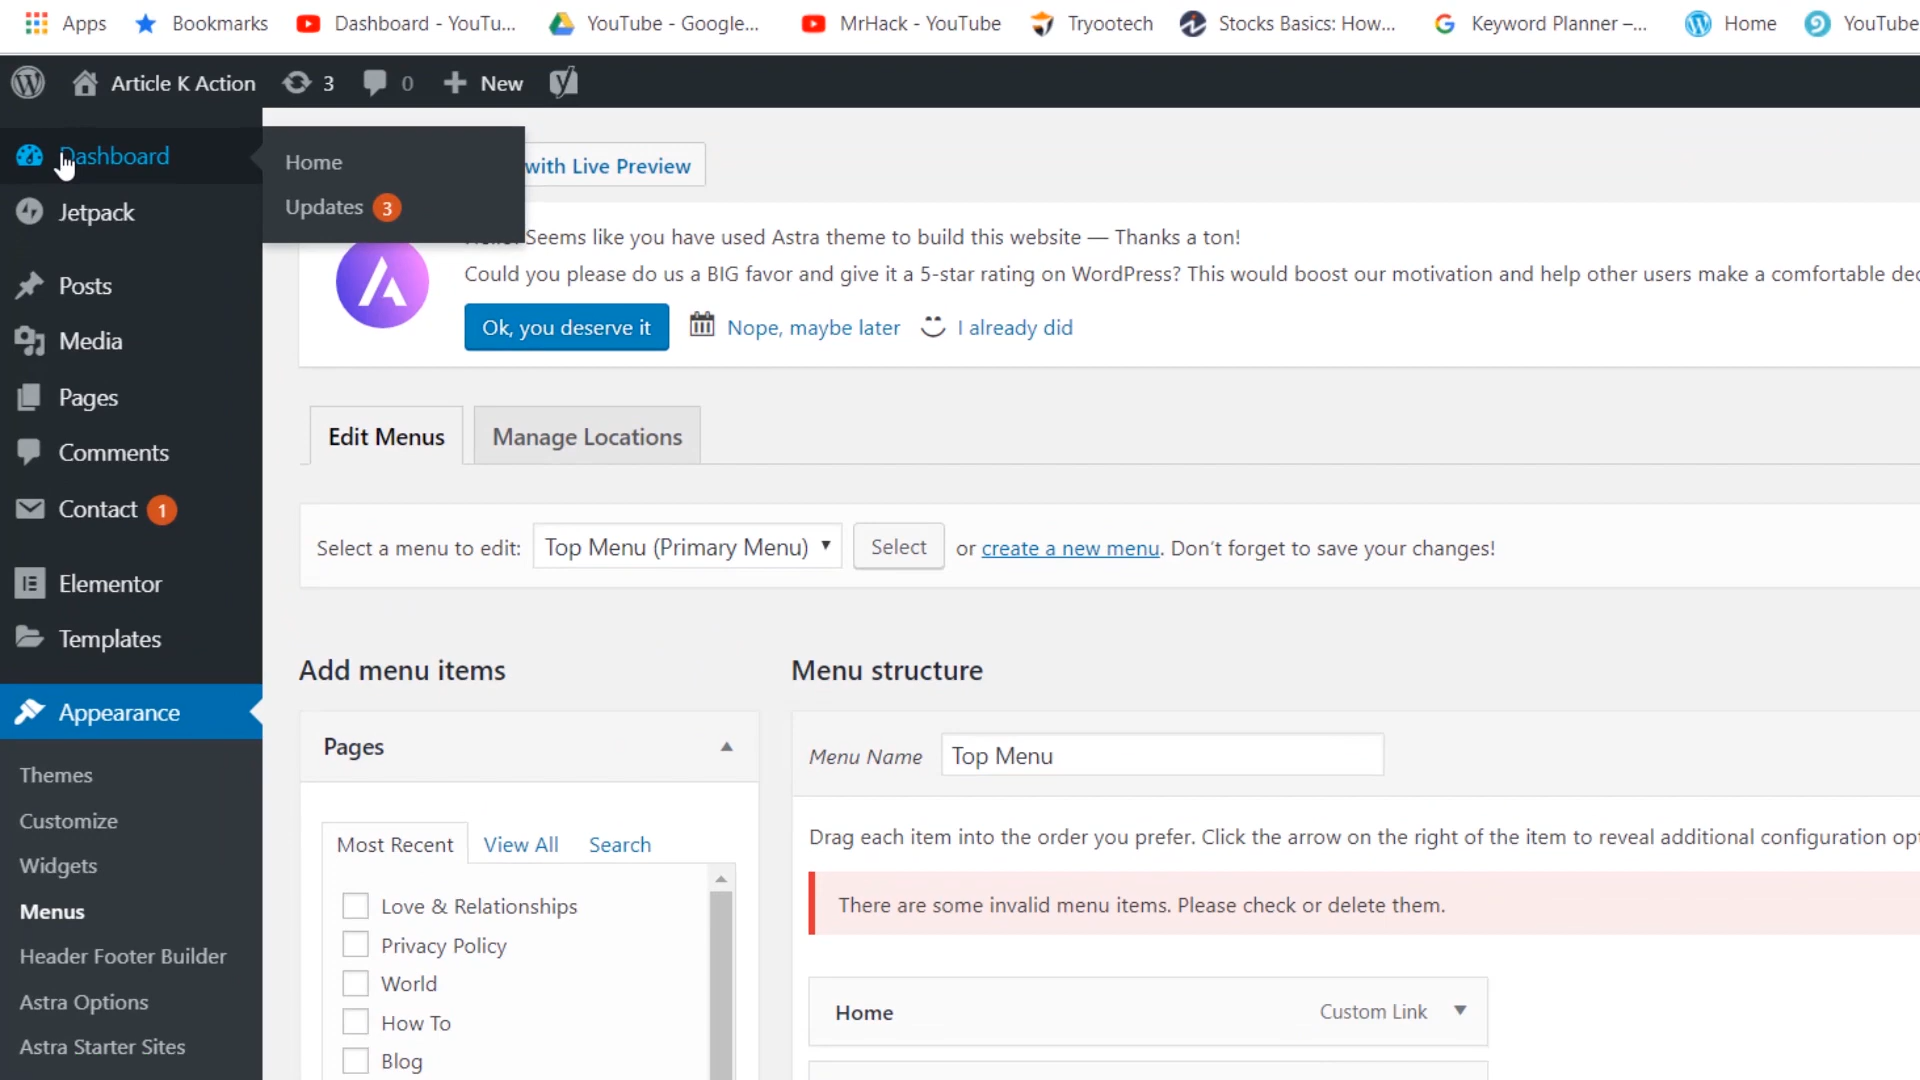 Apps Bookmarks Dashboard - YouTu... YouTube - Google... MrHack - YouTube Tryootech Stocks Basics: How... Keyword Planner –... Home YouTube
Article K Action 3 0 New
Dashboard
Home
Updates 3
with Live Preview
Jetpack
Seems like you have used Astra theme to build this website — Thanks a ton!
Could you please do us a BIG favor and give it a 5-star rating on WordPress? This would boost our motivation and help other users make a comfortable dec
Ok, you deserve it Nope, maybe later I already did
Posts
Media
Pages
Comments
Contact 1
Elementor
Templates
Appearance
Themes
Customize
Widgets
Menus
Header Footer Builder
Astra Options
Astra Starter Sites
Edit Menus Manage Locations
Select a menu to edit: Top Menu (Primary Menu) Select or create a new menu. Don't forget to save your changes!
Add menu items
Pages
Most Recent View All Search
Love & Relationships
Privacy Policy
World
How To
Blog
Menu structure
Menu Name Top Menu
Drag each item into the order you prefer. Click the arrow on the right of the item to reveal additional configuration opt
There are some invalid menu items. Please check or delete them.
Home Custom Link